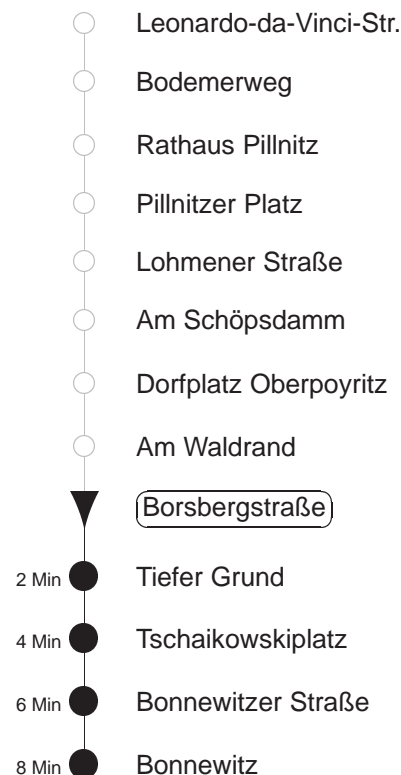 Leonardo-da-Vinci-Str.
Bodemerweg
Rathaus Pillnitz
Pillnitzer Platz
Lohmener Straße
Am Schöpsdamm
Dorfplatz Oberpoyritz
Am Waldrand
Borsbergstraße
2 Min Tiefer Grund
4 Min Tschaikowskiplatz
6 Min Bonnewitzer Straße
8 Min Bonnewitz